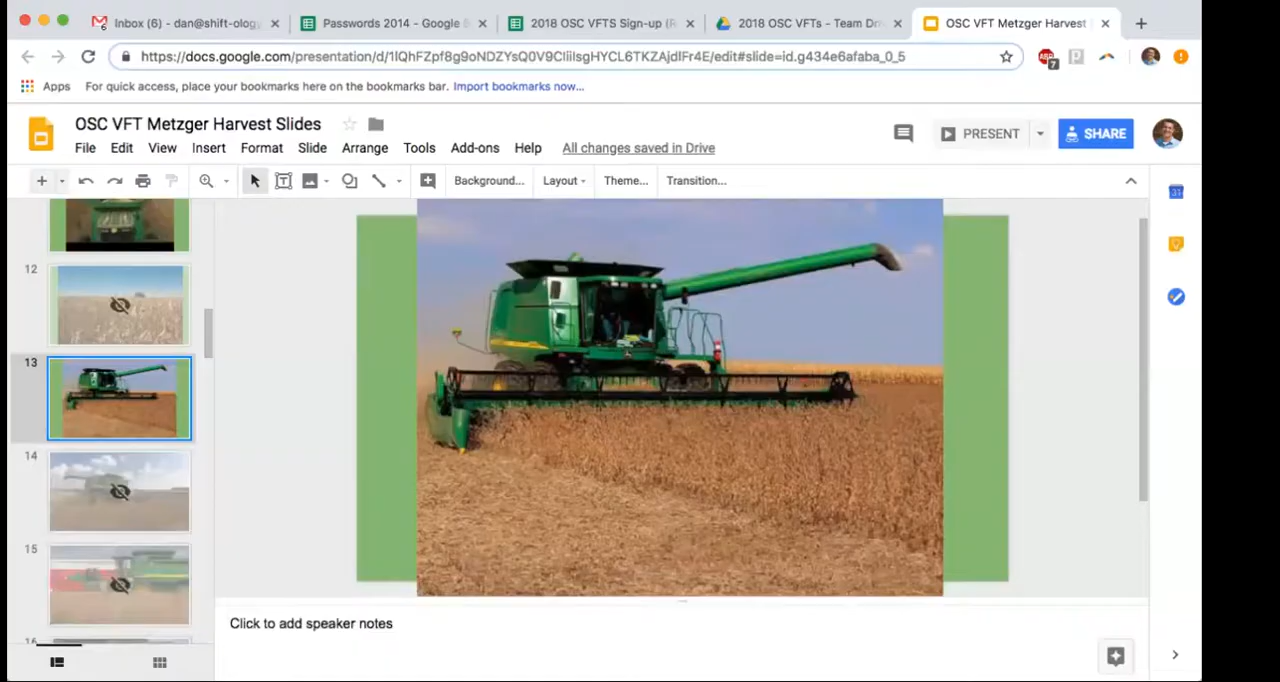 Inbox (6) - dan@shift-olog
Passwords 2014 - Google
2018 OSC VFTS Sign-up (
2018 OSC VFTs - Team Dr
OSC VFT Metzger Harvest
https://docs.google.com/presentation/d/1lQhFZpf8g9oNDZYsQ0V9CIiiIsgHYCL6TKZAjdIFr4E/edit#slide=id.g434e6afaba_0_5
7
Apps For quick access, place your bookmarks here on the bookmarks bar. Import bookmarks now...
OSC VFT Metzger Harvest Slides
File Edit View Insert Format Slide Arrange Tools Add-ons Help All changes saved in Drive
PRESENT
SHARE
Background... Layout Theme... Transition...
31
12
13
14
15
16
Click to add speaker notes